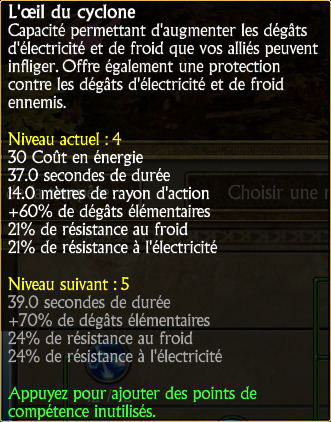 L'œil du cyclone
Capacité permettant d'augmenter les dégâts
d'électricité et de froid que vos alliés peuvent
infliger. Offre également une protection
contre les dégâts d'électricité et de froid
ennemis.
Niveau actuel : 4
30 Coût en énergie
37.0 secondes de durée
14.0 mètres de rayon d'action
+60% de dégâts élémentaires
21% de résistance au froid
21% de résistance à l'électricité
Choisir une
Niveau suivant : 5
39.0 secondes de durée
+70% de dégâts élémentaires
24% de résistance au froid
24% de résistance à l'électricité
Appuyez pour ajouter des points de
compétence inutilisés.